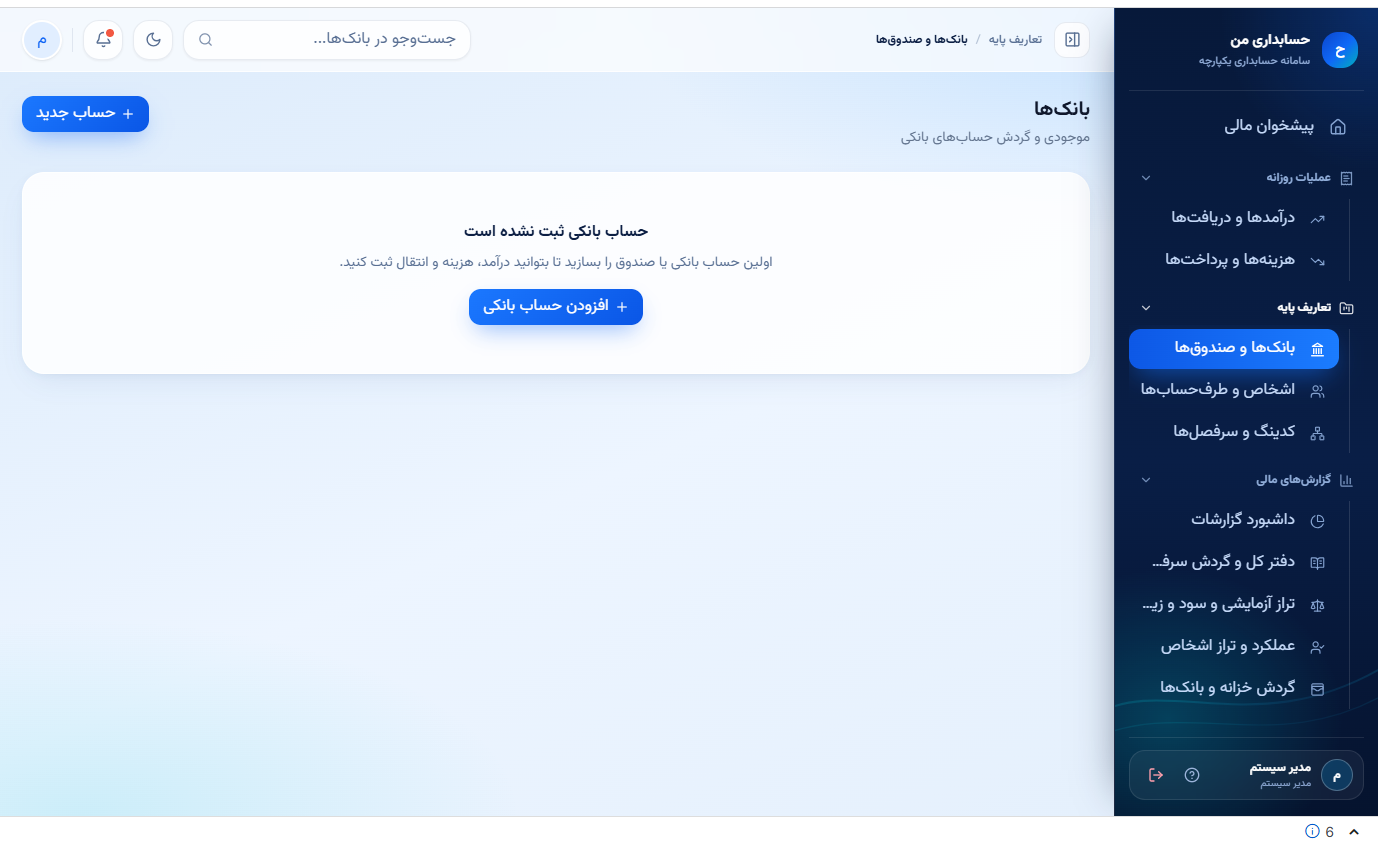 ح
حسابداری من
سامانه حسابداری یکپارچه
پیشخوان مالی
عملیات روزانه
درآمدها و دریافت‌ها
هزینه‌ها و پرداخت‌ها
تعاریف پایه
بانک‌ها و صندوق‌ها
اشخاص و طرف‌حساب‌ها
کدینگ و سرفصل‌ها
گزارش‌های مالی
داشبورد گزارشات
دفتر کل و گردش سرف...
تراز آزمایشی و سود و زیـ...
عملکرد و تراز اشخاص
گردش خزانه و بانک‌ها
م
مدیر سیستم
مدیر سیستم
تعاریف پایه / بانک‌ها و صندوق‌ها
جست‌وجو در بانک‌ها...
م
بانک‌ها
موجودی و گردش حساب‌های بانکی
+ حساب جدید
حساب بانکی ثبت نشده است
اولین حساب بانکی یا صندوق را بسازید تا بتوانید درآمد، هزینه و انتقال ثبت کنید.
+ افزودن حساب بانکی
6